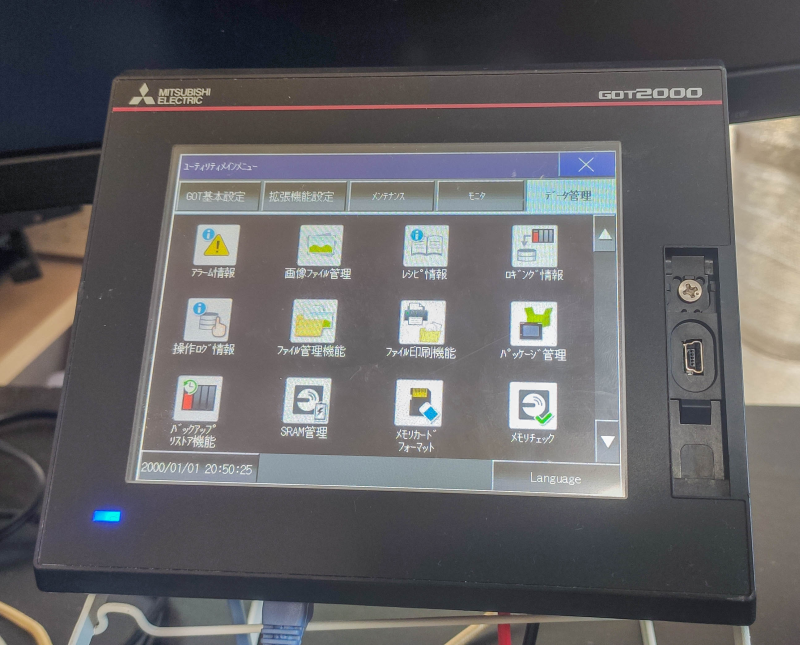 MITSUBISHI
ELECTRIC
GOT2000
ユーティリティメインメニュー
GOT基本設定
拡張機能設定
メンテナンス
モニタ
データ管理
アラーム情報
画像ファイル管理
レシピ情報
ロギング情報
操作ログ情報
ファイル管理機能
ファイル印刷機能
パッケージ管理
バックアップ
リストア機能
SRAM管理
メモリカード
フォーマット
メモリチェック
2000/01/01 20:50:25
Language